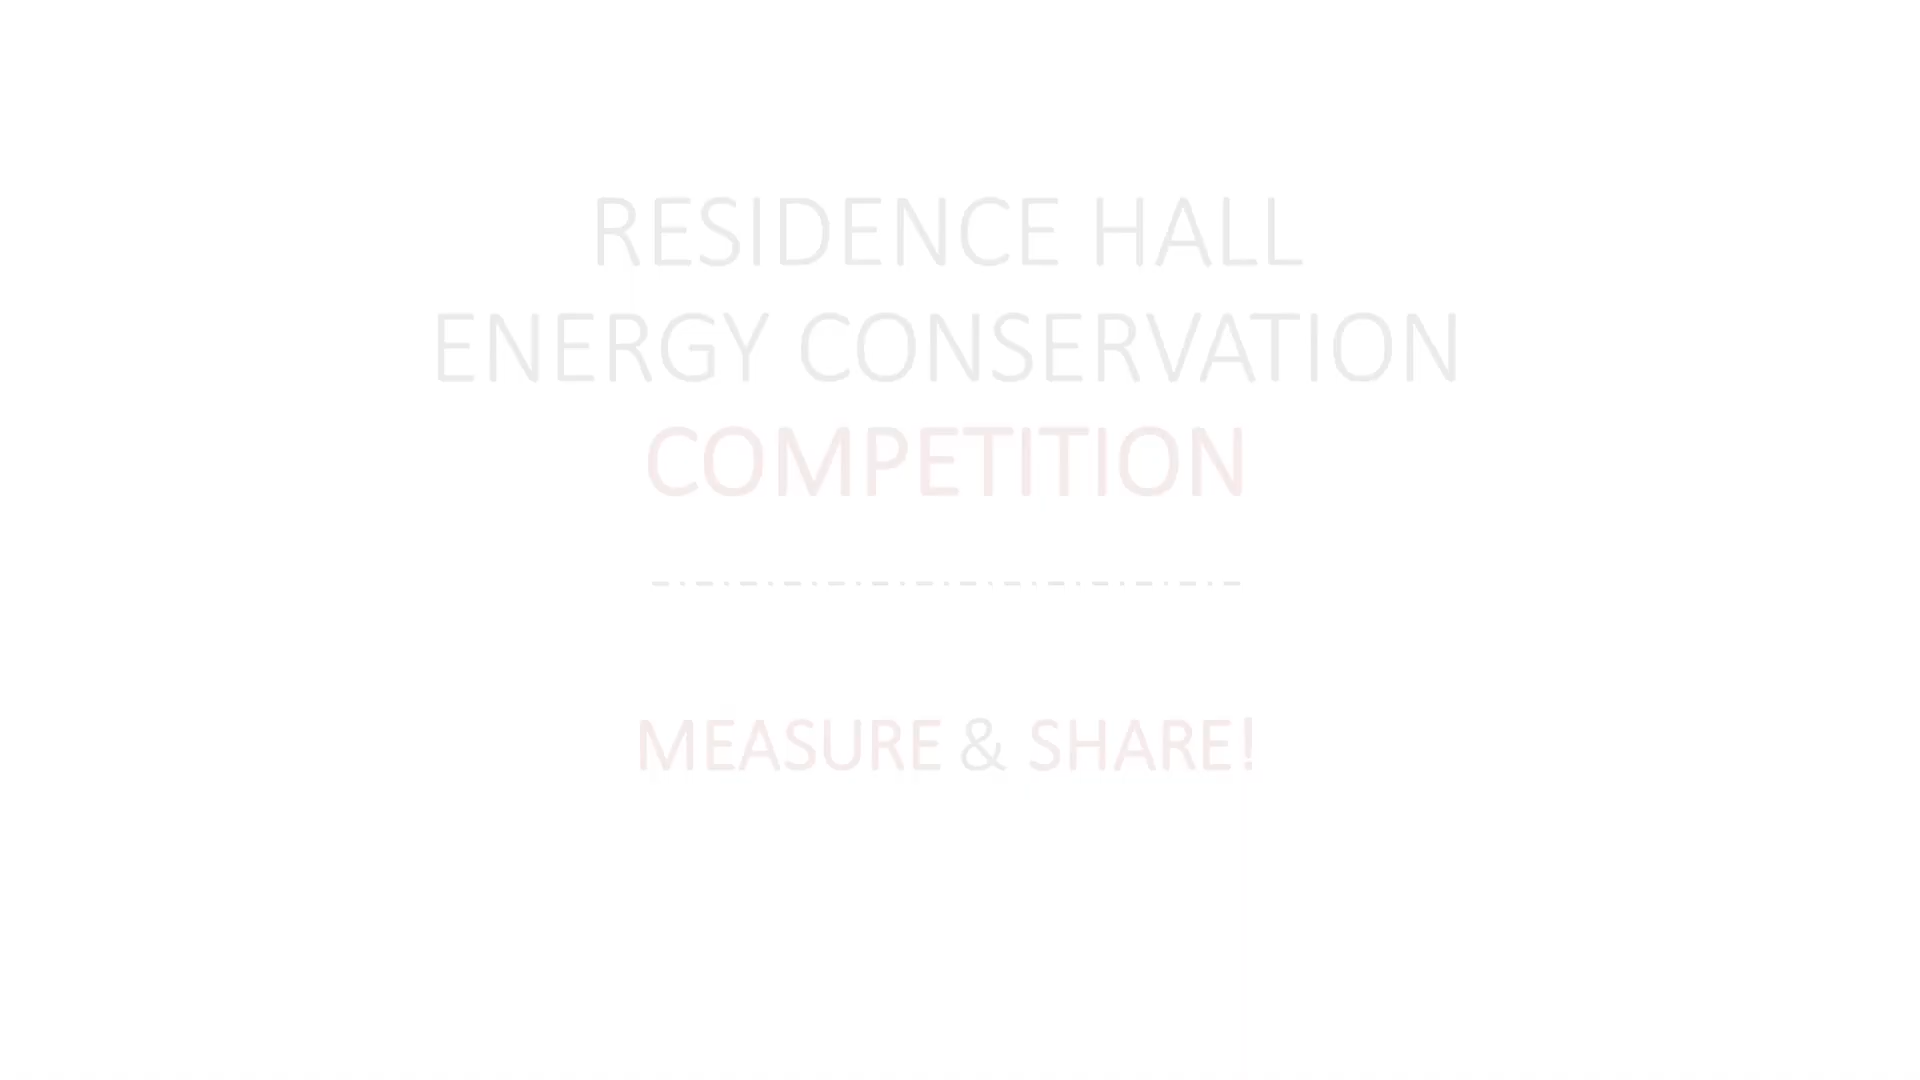 RESIDENCE HALL
ENERGY CONSERVATION
COMPETITION
MEASURE & SHARE!